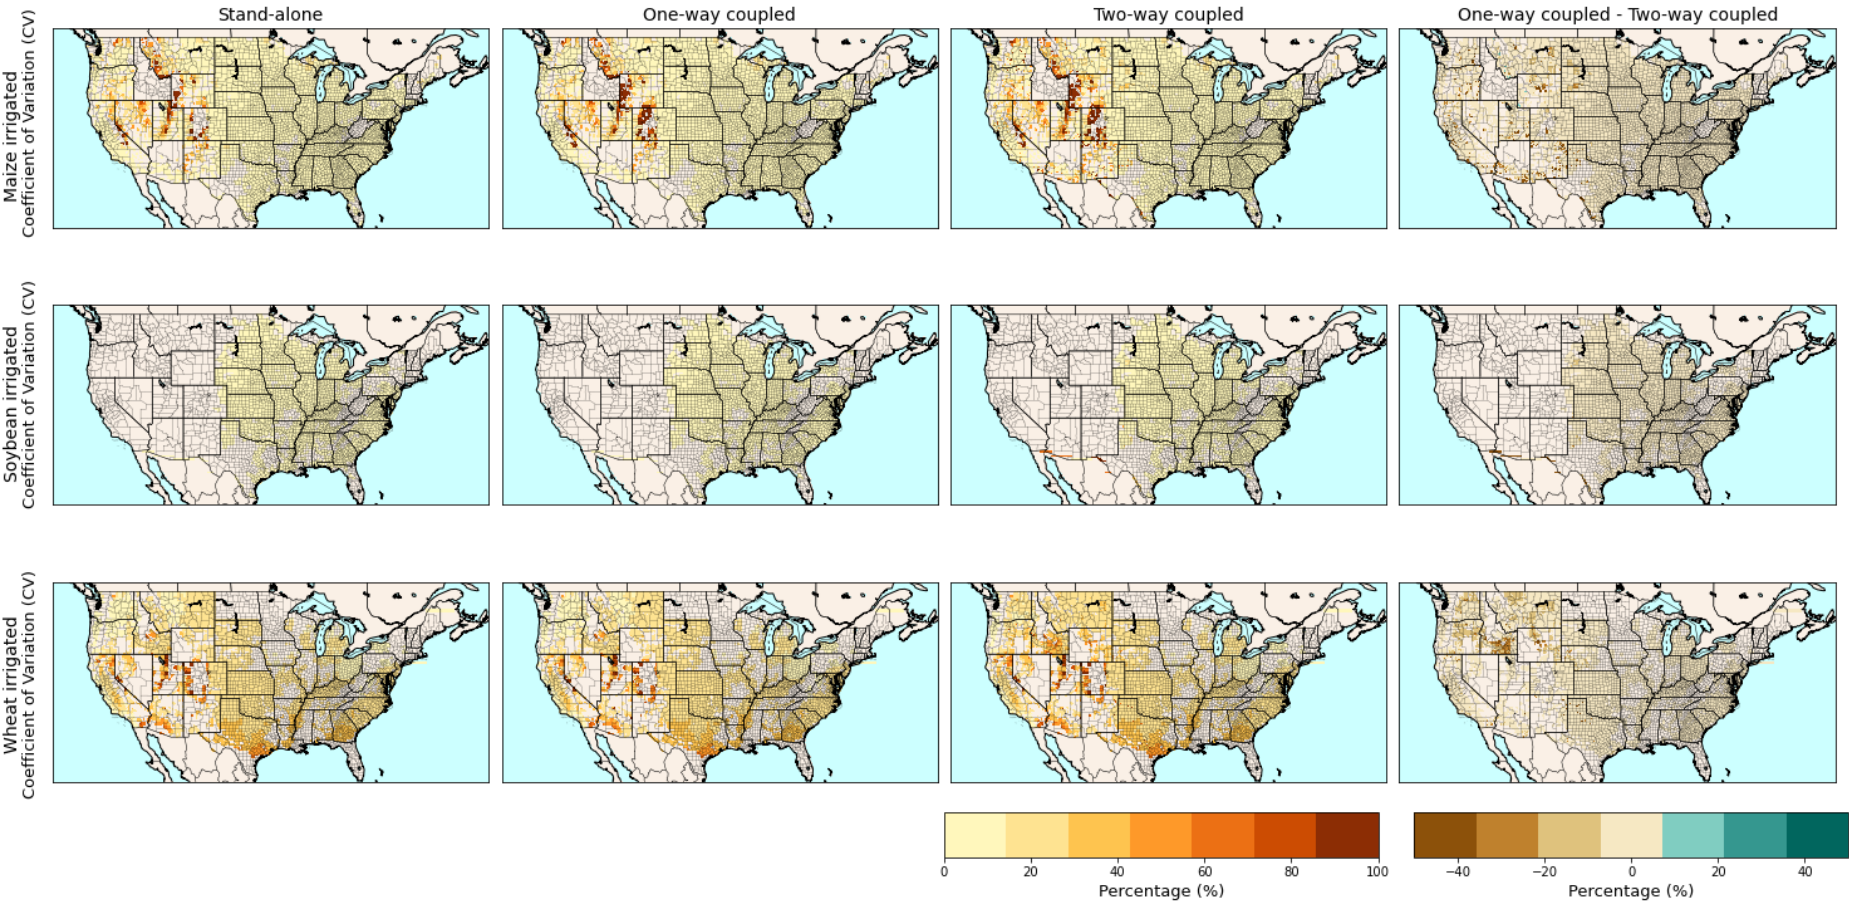 Stand-alone
One-way coupled
Two-way coupled
One-way coupled - Two-way coupled
Maize irrigated
Coefficient of Variation (CV)
Soybean irrigated
Coefficient of Variation (CV)
Wheat irrigated
Coefficient of Variation (CV)
0 20 40 60 80 100
Percentage (%)
−40 −20 0 20 40
Percentage (%)